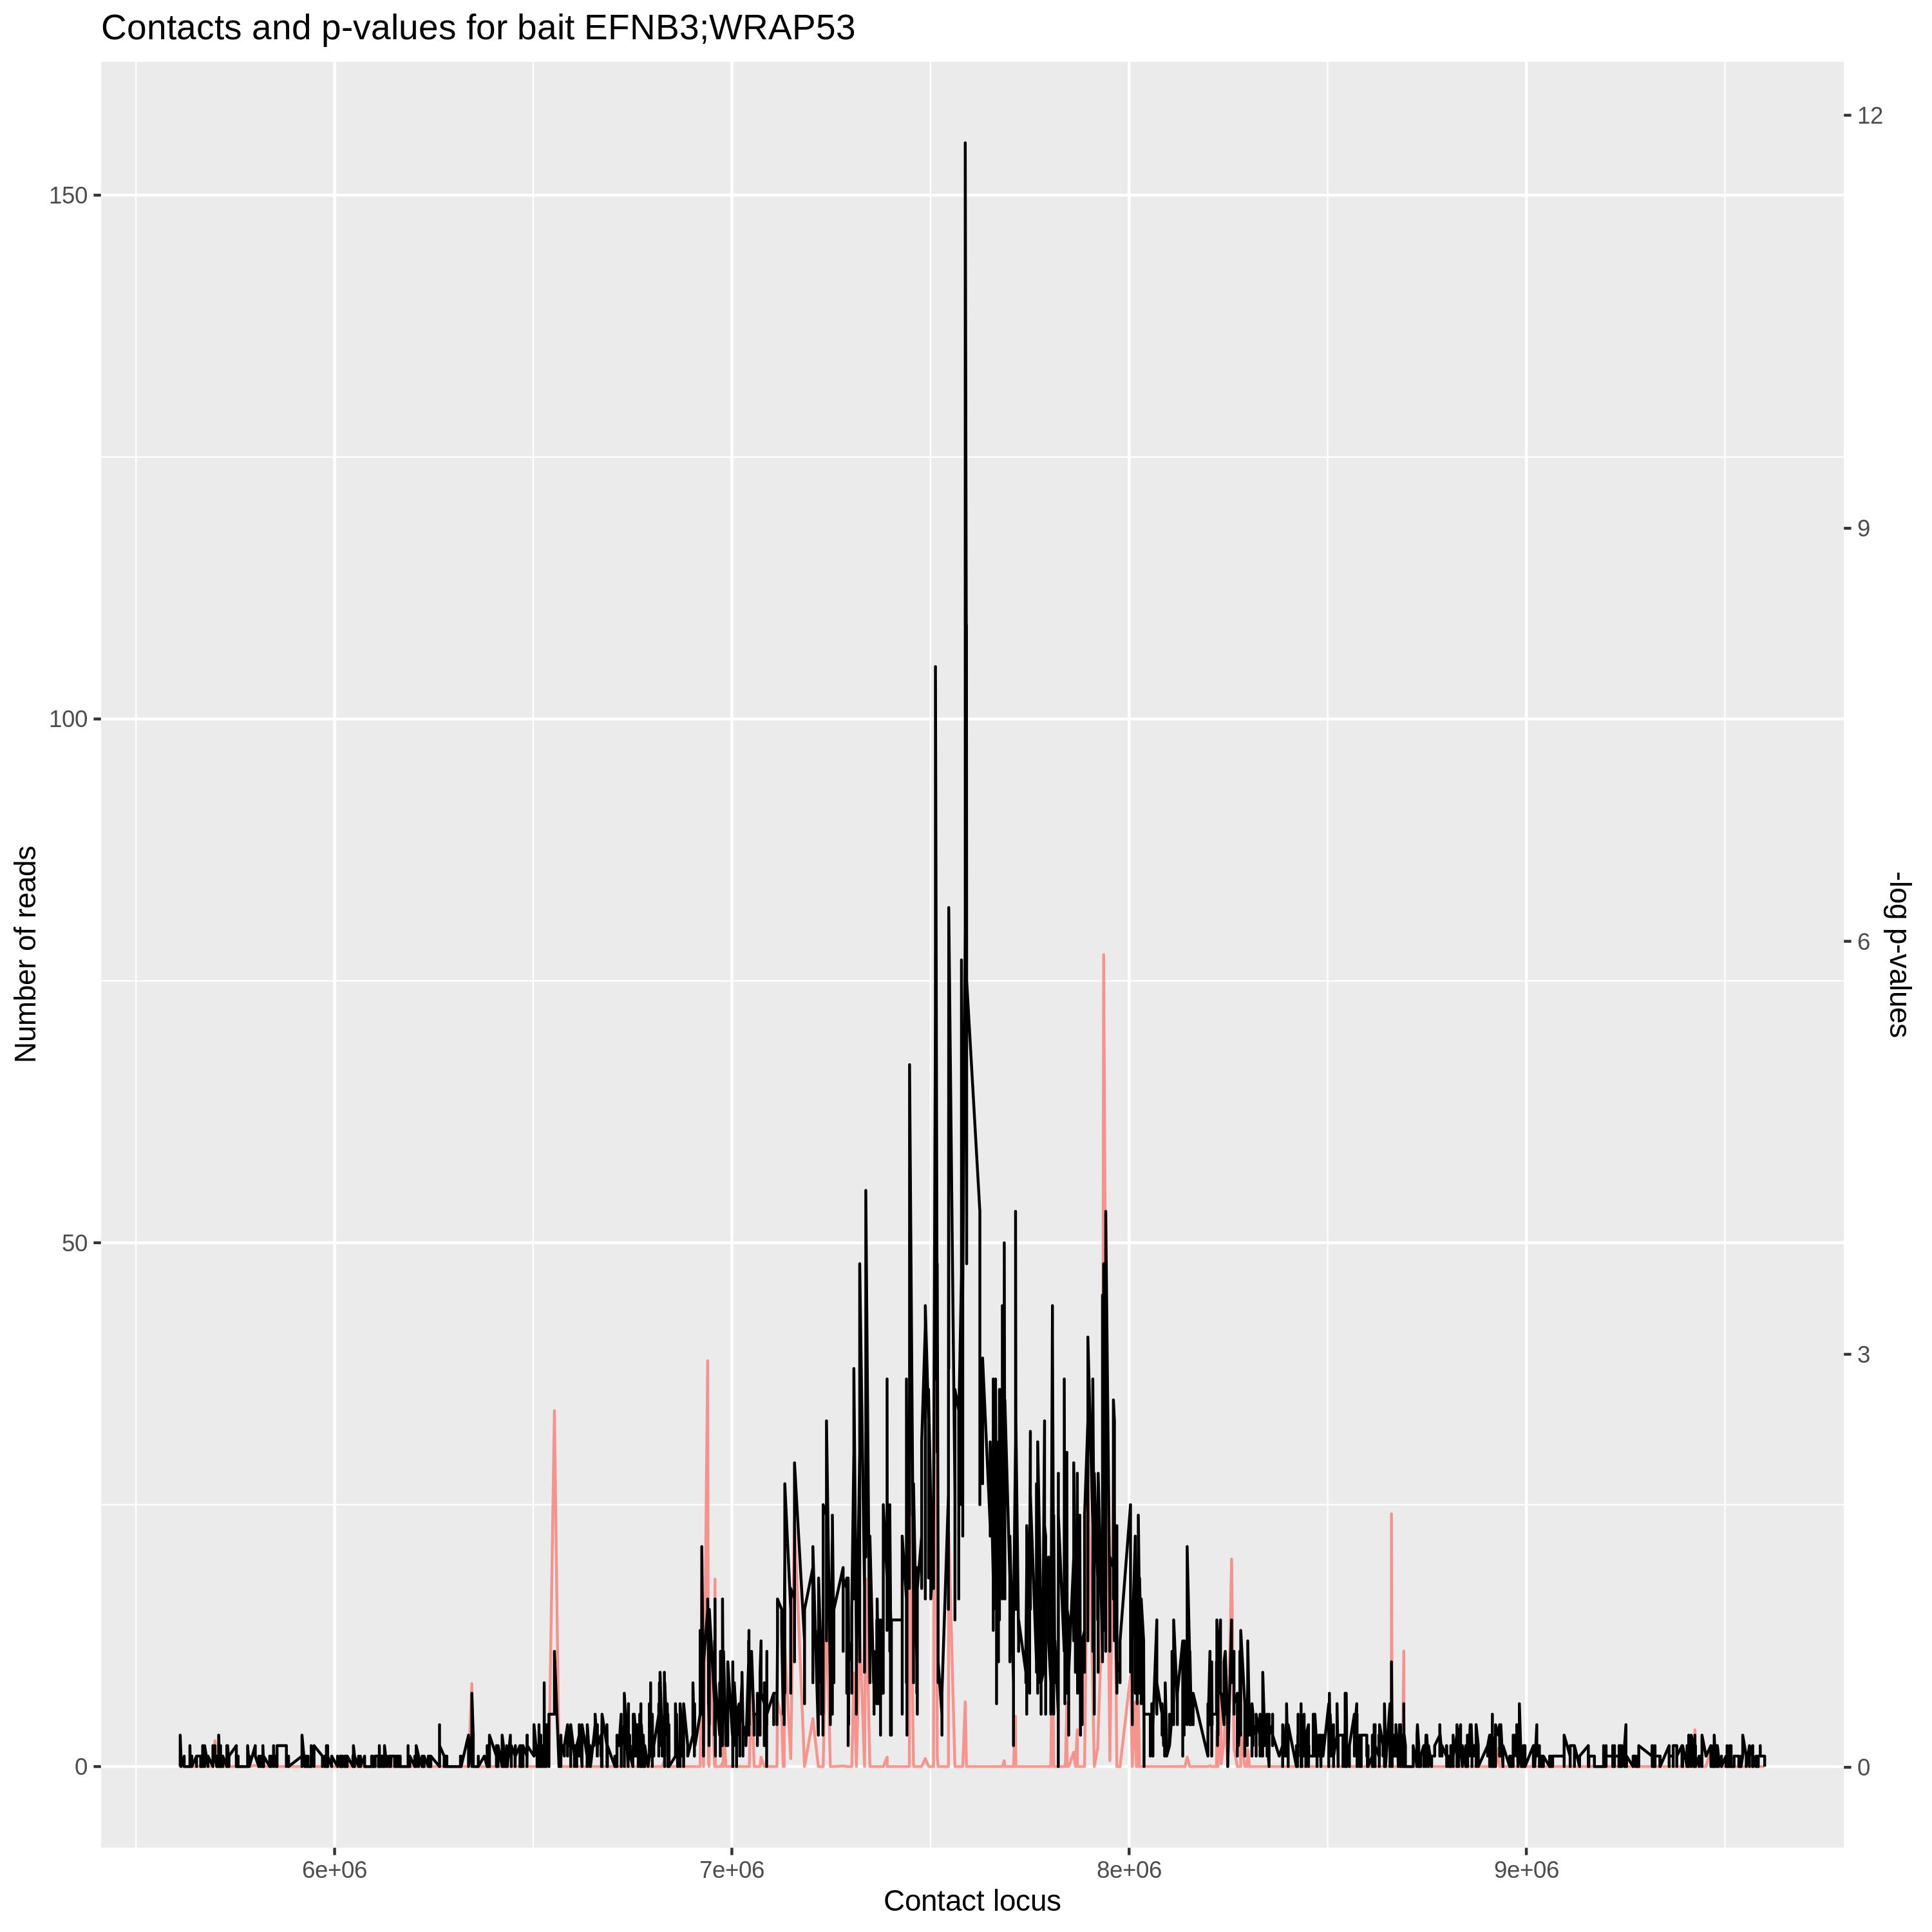 Contacts and p-values for bait EFNB3;WRAP53
Number of reads
150
100
50
0
12
9
6
3
0
-log p-values
6e+06
7e+06
8e+06
9e+06
Contact locus